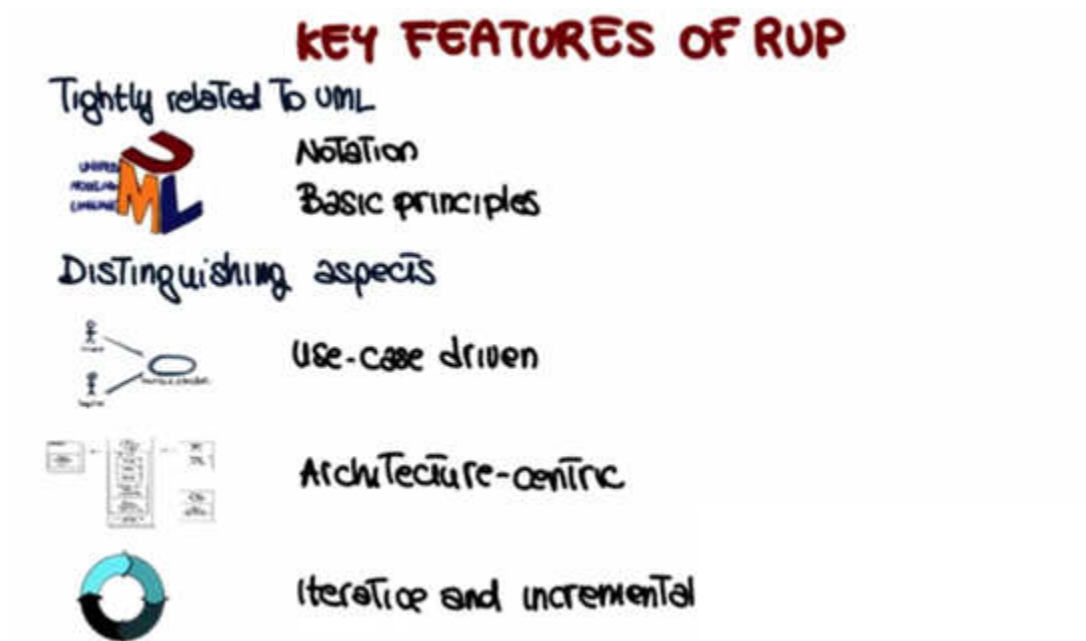 KEY FEATURES OF RUP
Tightly related to UML
UML
Notation
Basic principles
Distinguishing aspects
Use-case driven
Architecture-centric
Iterative and incremental